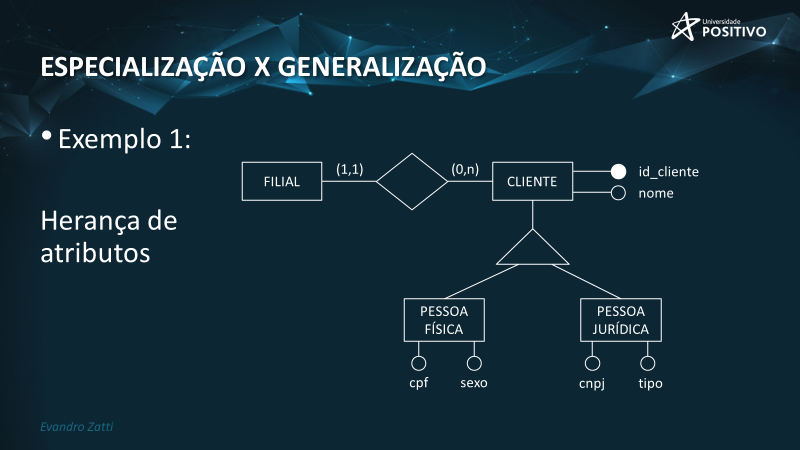 Universidade
POSITIVO
ESPECIALIZAÇÃO X GENERALIZAÇÃO
• Exemplo 1:
Herança de
atributos
FILIAL
(1,1)
(0,n)
CLIENTE
id_cliente
nome
PESSOA
FÍSICA
PESSOA
JURÍDICA
cpf
sexo
cnpj
tipo
Evandro Zatti